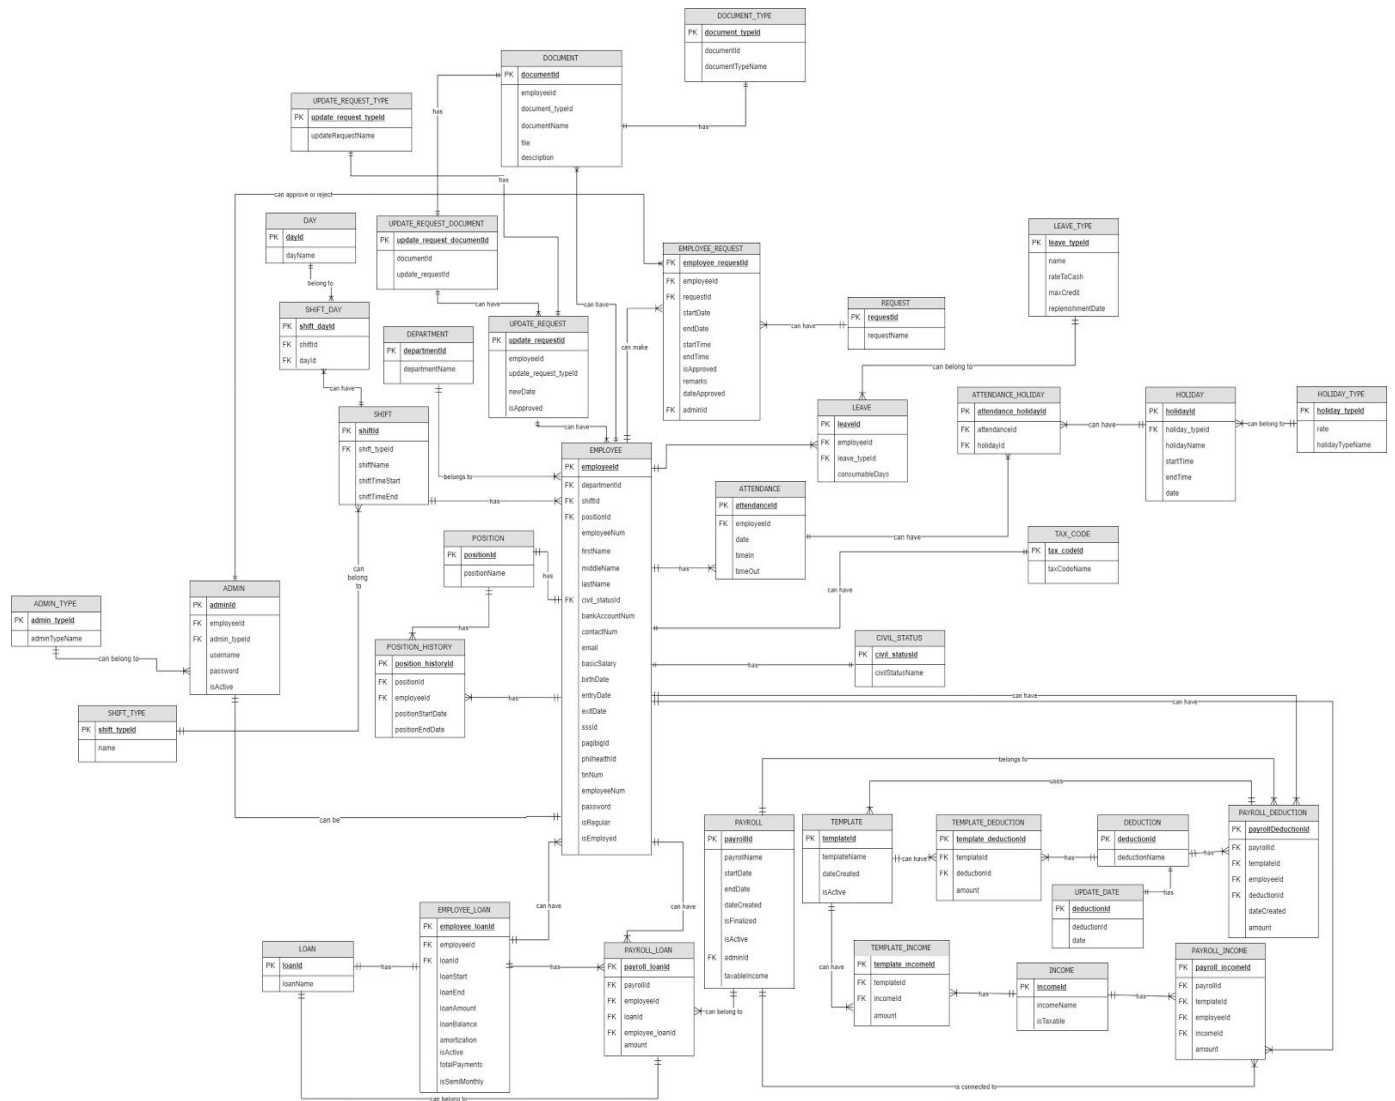 DOCUMENT_TYPE
PK document_typeId
documentId
documentTypeName
DOCUMENT
PK documentId
employeeId
document_typeId
documentName
file
description
has
has
UPDATE_REQUEST_TYPE
PK update_request_typeId
updateRequestName
has
can approve or reject
DAY
PK dayId
dayName
belong to
UPDATE_REQUEST_DOCUMENT
PK update_request_documentId
documentId
update_requestId
can have
can have
SHIFT_DAY
PK shift_dayId
FK shiftId
FK dayId
can have
DEPARTMENT
PK departmentId
departmentName
UPDATE_REQUEST
PK update_requestId
employeeId
update_request_typeId
newDate
isApproved
can have
EMPLOYEE_REQUEST
PK employee_requestId
FK employeeId
FK requestId
startDate
endDate
startTime
endTime
isApproved
remarks
dateApproved
FK adminId
can make
can have
REQUEST
PK requestId
requestName
LEAVE_TYPE
PK leave_typeId
name
rateToCash
maxCredit
replenishmentDate
can belong to
LEAVE
PK leaveId
FK employeeId
FK leave_typeId
consumableDays
ATTENDANCE_HOLIDAY
PK attendance_holidayId
FK attendanceId
FK holidayId
can have
HOLIDAY
PK holidayId
FK holiday_typeId
holidayName
startTime
endTime
date
can belong to
HOLIDAY_TYPE
PK holiday_typeId
rate
holidayTypeName
SHIFT
PK shiftId
FK shift_typeId
shiftName
shiftTimeStart
shiftTimeEnd
belongs to
has
EMPLOYEE
PK employeeId
FK departmentId
FK shiftId
FK positionId
employeeNum
firstName
middleName
lastName
FK civil_statusId
bankAccountNum
contactNum
email
basicSalary
birthDate
entryDate
exitDate
sssId
pagibigId
philhealthId
tinNum
employeeNum
password
isRegular
isEmployed
ATTENDANCE
PK attendanceId
FK employeeId
date
timeIn
timeOut
has
can have
TAX_CODE
PK tax_codeId
taxCodeName
can have
POSITION
PK positionId
positionName
has
has
can
belong
to
ADMIN
PK adminId
FK employeeId
FK admin_typeId
username
password
isActive
ADMIN_TYPE
PK admin_typeId
adminTypeName
can belong to
POSITION_HISTORY
PK position_historyId
FK positionId
FK employeeId
positionStartDate
positionEndDate
has
CIVIL_STATUS
PK civil_statusId
civilStatusName
has
SHIFT_TYPE
PK shift_typeId
name
can have
can have
can be
belongs to
uses
PAYROLL
PK payrollId
payrollName
startDate
endDate
dateCreated
isFinalized
isActive
FK adminId
taxableIncome
TEMPLATE
PK templateId
templateName
dateCreated
isActive
can have
TEMPLATE_DEDUCTION
PK template_deductionId
FK templateId
FK deductionId
amount
has
DEDUCTION
PK deductionId
deductionName
has
has
PAYROLL_DEDUCTION
PK payrollDeductionId
FK payrollId
FK templateId
FK employeeId
FK deductionId
dateCreated
amount
UPDATE_DATE
PK deductionId
deductionId
date
can have
can have
EMPLOYEE_LOAN
PK employee_loanId
FK employeeId
FK loanId
loanStart
loanEnd
loanAmount
loanBalance
amortization
isActive
totalPayments
isSemiMonthly
LOAN
PK loanId
loanName
has
has
PAYROLL_LOAN
PK payroll_loanId
FK payrollId
FK employeeId
FK loanId
FK employee_loanId
amount
can belong to
can have
TEMPLATE_INCOME
PK template_incomeId
FK templateId
FK incomeId
amount
has
INCOME
PK incomeId
incomeName
isTaxable
has
PAYROLL_INCOME
PK payroll_incomeId
FK payrollId
FK templateId
FK employeeId
FK incomeId
amount
is connected to
can belong to